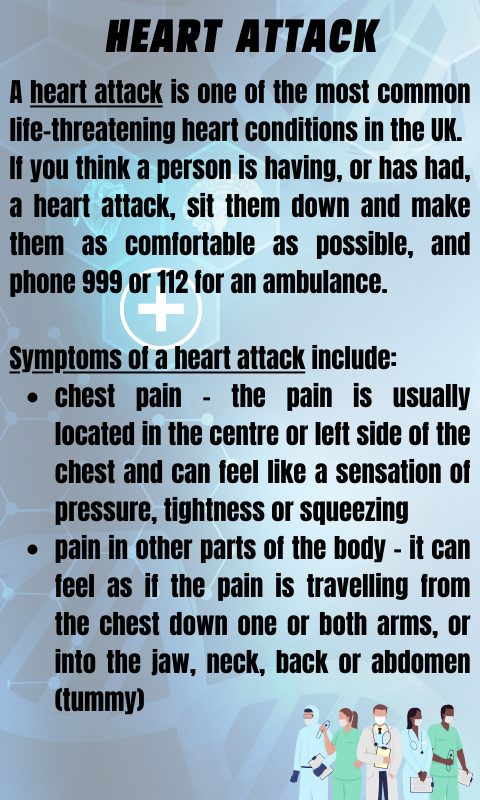 HEART ATTACK
A heart attack is one of the most common
life-threatening heart conditions in the UK.
If you think a person is having, or has had,
a heart attack, sit them down and make
them as comfortable as possible, and
phone 999 or 112 for an ambulance.
Symptoms of a heart attack include:
• chest pain - the pain is usually
located in the centre or left side of the
chest and can feel like a sensation of
pressure, tightness or squeezing
• pain in other parts of the body - it can
feel as if the pain is travelling from
the chest down one or both arms, or
into the jaw, neck, back or abdomen
(tummy)